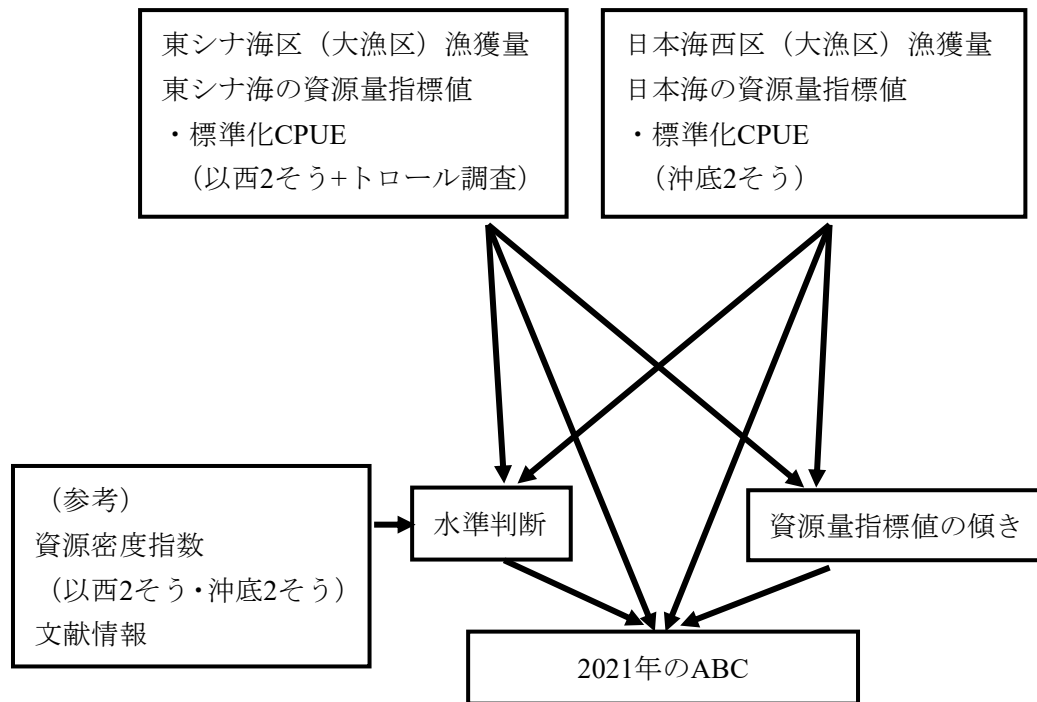 東シナ海区（大漁区）漁獲量
東シナ海の資源量指標値
・標準化CPUE
（以西2そう+トロール調査）
日本海西区（大漁区）漁獲量
日本海の資源量指標値
・標準化CPUE
（沖底2そう）
（参考）
資源密度指数
（以西2そう・沖底2そう）
文献情報
水準判断
資源量指標値の傾き
2021年のABC